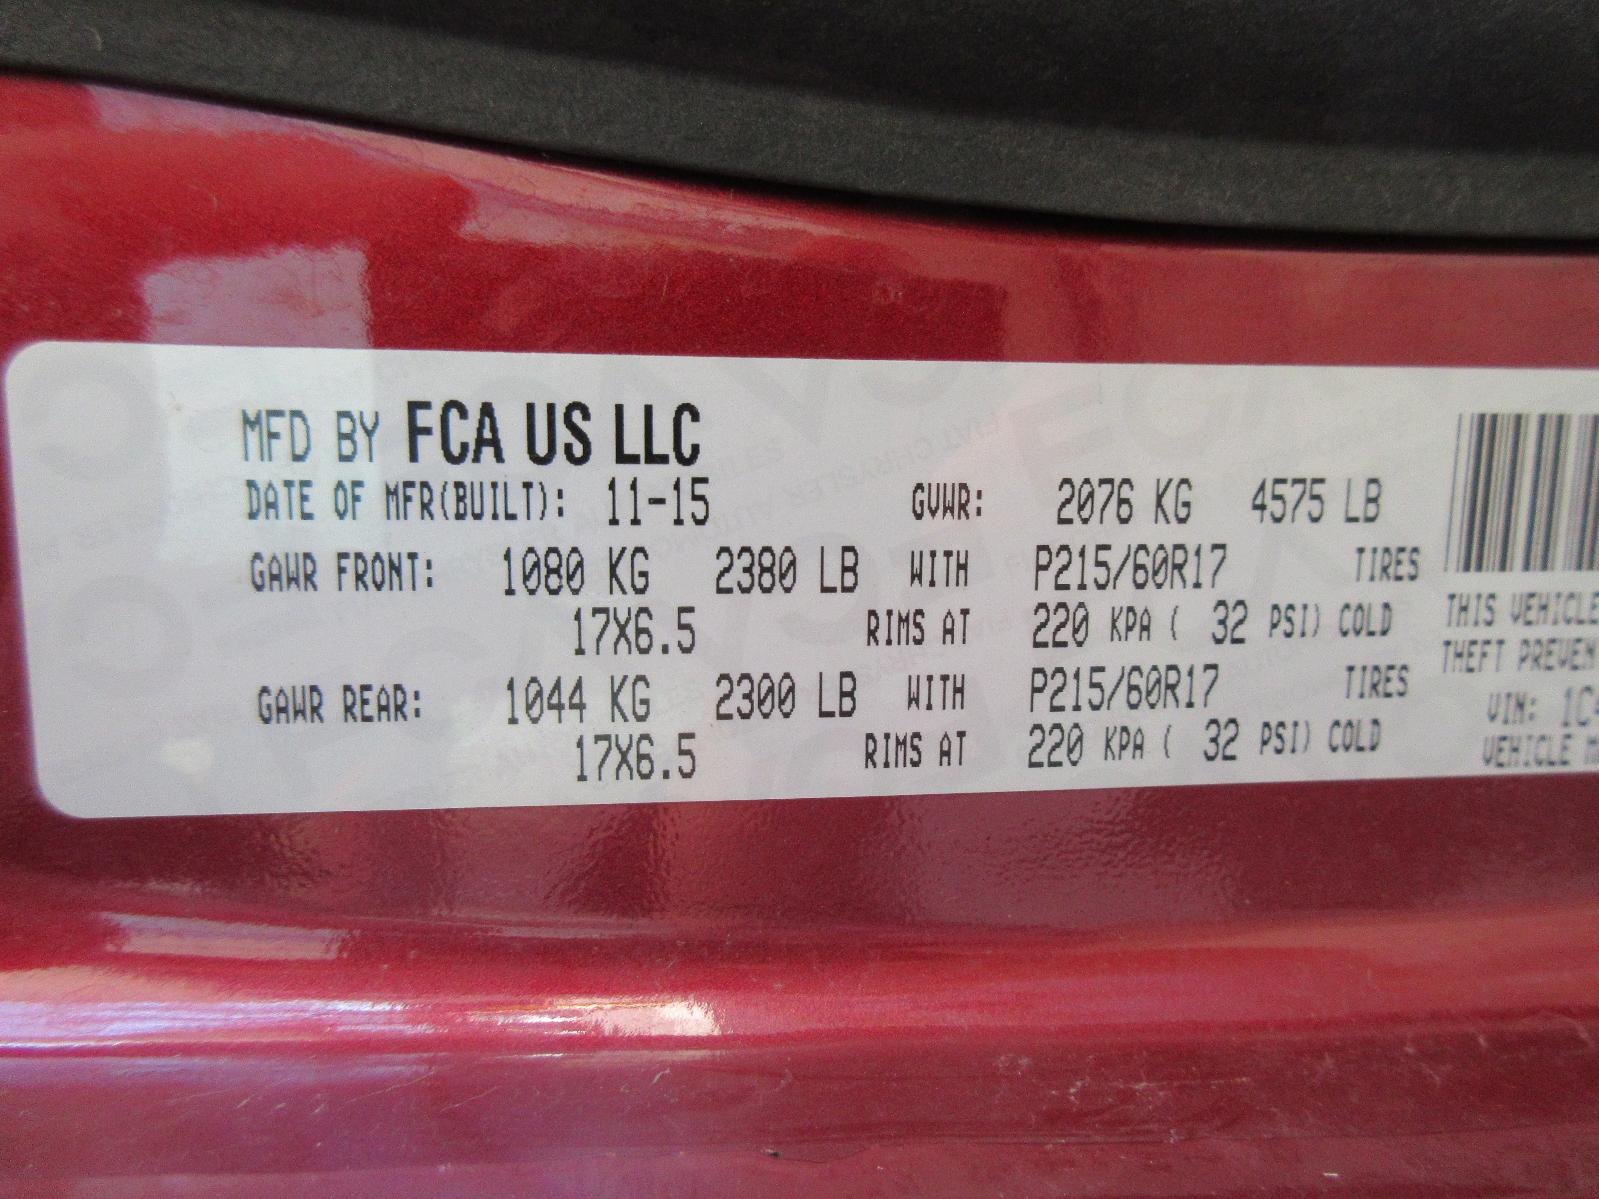 MFD BY FCA US LLC
DATE OF MFR(BUILT): 11-15 GVWR: 2076 KG 4575 LB
GAWR FRONT: 1080 KG 2380 LB WITH P215/60R17 TIRES
17X6.5 RIMS AT 220 KPA ( 32 PSI) COLD
GAWR REAR: 1044 KG 2300 LB WITH P215/60R17 TIRES
17X6.5 RIMS AT 220 KPA ( 32 PSI) COLD
THIS VEHICLE
THEFT PREVEN
VIN: 1C4
VEHICLE M